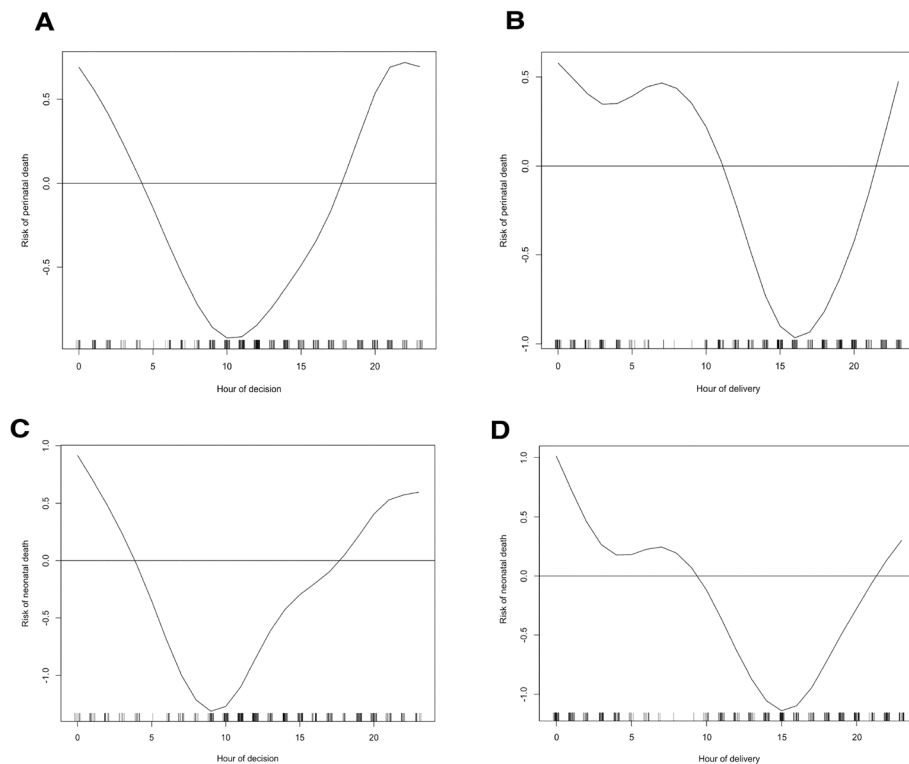 A
Risk of perinatal death
0.5
0.0
-0.5
0 5 10 15 20
Hour of decision
B
Risk of perinatal death
0.5
0.0
-0.5
-1.0
0 5 10 15 20
Hour of delivery
C
Risk of neonatal death
1.0
0.5
0.0
-0.5
-1.0
0 5 10 15 20
Hour of decision
D
Risk of neonatal death
1.0
0.5
0.0
-0.5
-1.0
0 5 10 15 20
Hour of delivery